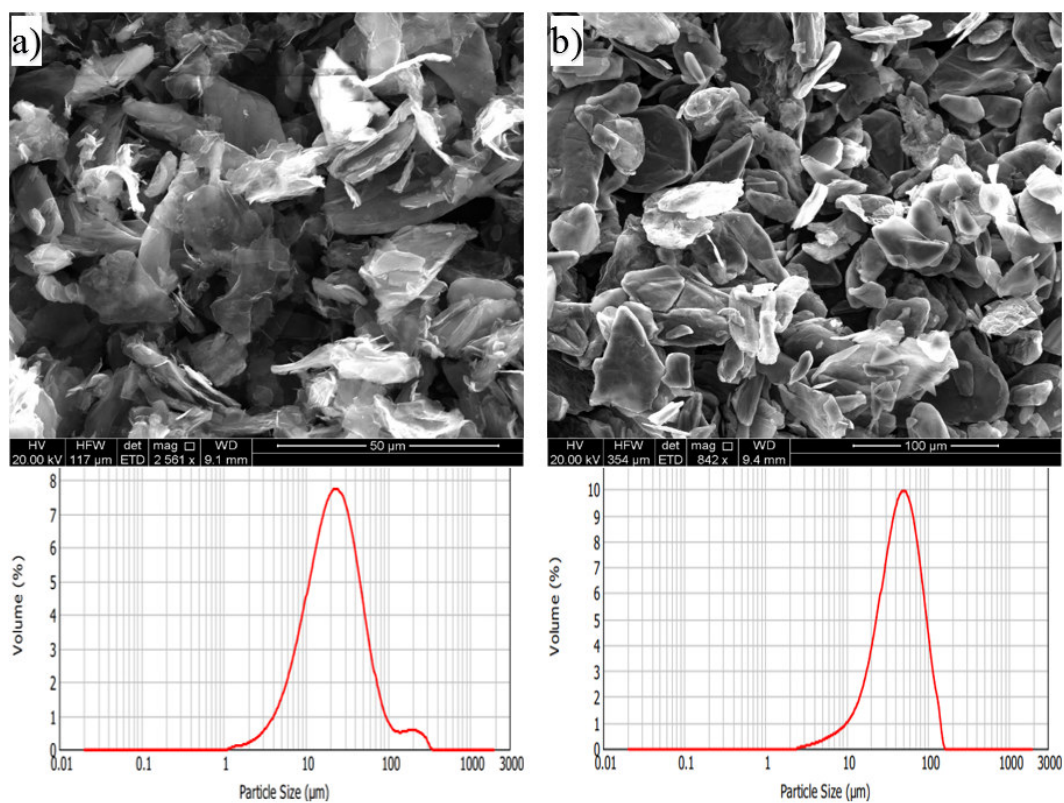 a)
HV HFW det mag □ WD 50 µm
20.00 kV 117 µm ETD 2 561 x 9.1 mm
b)
HV HFW det mag □ WD 100 µm
20.00 kV 354 µm ETD 842 x 9.4 mm
Volume (%)
8
7
6
5
4
3
2
1
0
0.01 0.1 1 10 100 1000 3000
Particle Size (µm)
Volume (%)
10
9
8
7
6
5
4
3
2
1
0
0.01 0.1 1 10 100 1000 3000
Particle Size (µm)